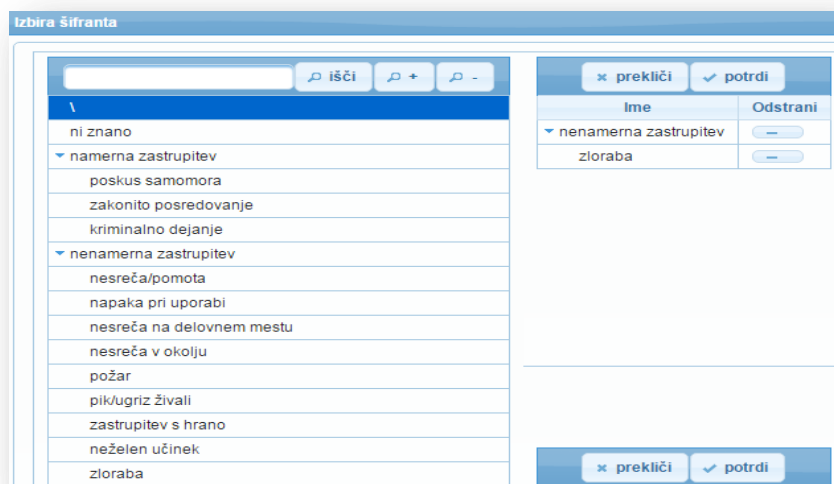 Izbira šifranta
išči + -
\
ni znano
namerna zastrupitev
poskus samomora
zakonito posredovanje
kriminalno dejanje
nenamerna zastrupitev
nesreča/pomota
napaka pri uporabi
nesreča na delovnem mestu
nesreča v okolju
požar
pik/ugriz živali
zastrupitev s hrano
neželen učinek
zloraba
prekliči potrdi
Ime Odstrani
nenamerna zastrupitev
zloraba
prekliči potrdi